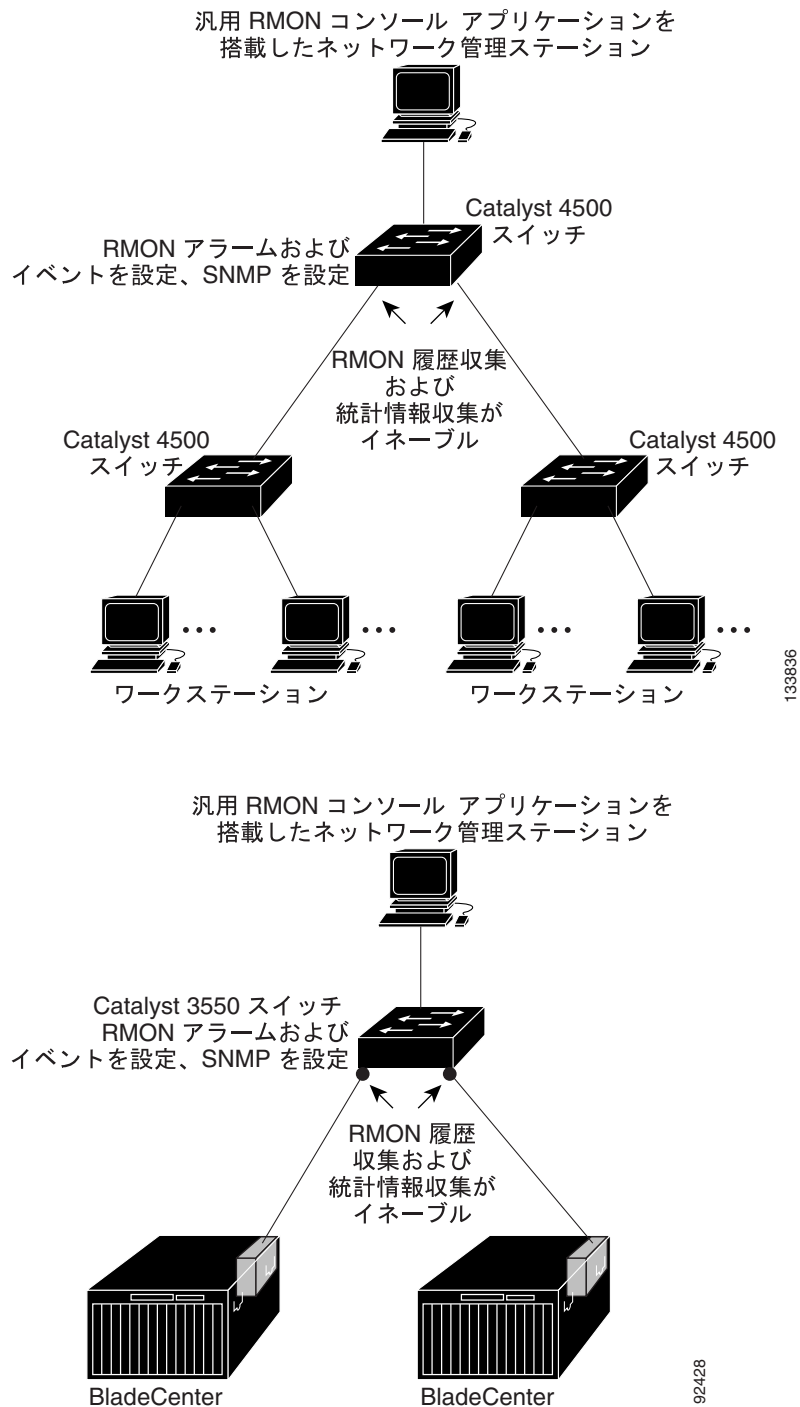 汎用 RMON コンソール アプリケーションを
搭載したネットワーク管理ステーション
Catalyst 4500
スイッチ
RMON アラームおよび
イベントを設定、SNMP を設定
RMON 履歴収集
および
統計情報収集が
イネーブル
Catalyst 4500
スイッチ
Catalyst 4500
スイッチ
ワークステーション
ワークステーション
133836
汎用 RMON コンソール アプリケーションを
搭載したネットワーク管理ステーション
Catalyst 3550 スイッチ
RMON アラームおよび
イベントを設定、SNMP を設定
RMON 履歴
収集および
統計情報収集が
イネーブル
BladeCenter
BladeCenter
92428